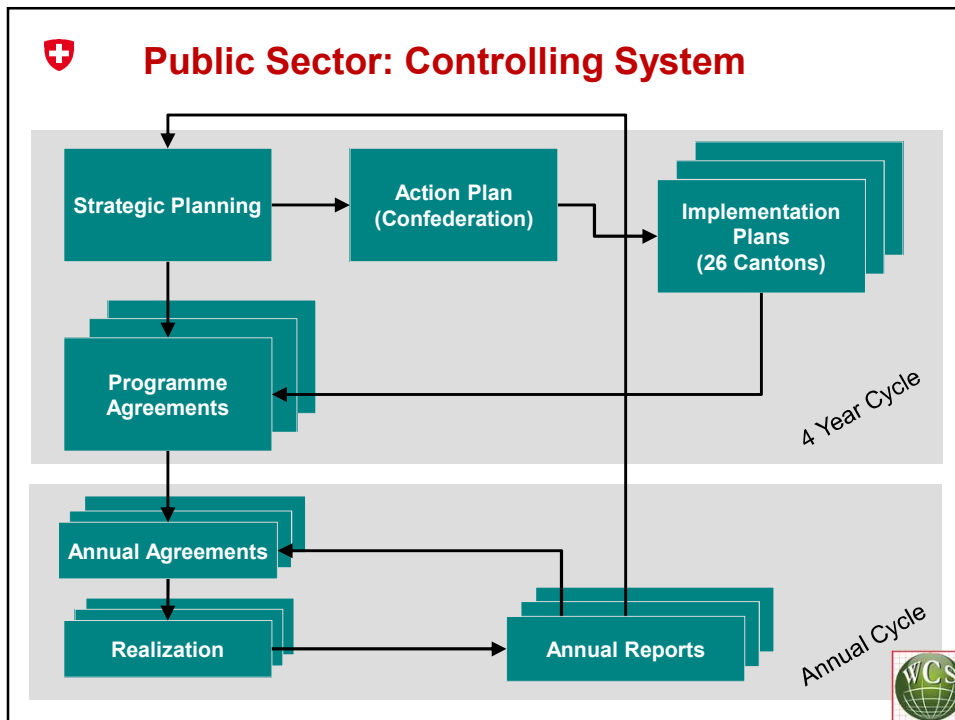 Public Sector: Controlling System
Strategic Planning
Action Plan
(Confederation)
Implementation
Plans
(26 Cantons)
Programme
Agreements
4 Year Cycle
Annual Agreements
Realization
Annual Reports
Annual Cycle
WCS